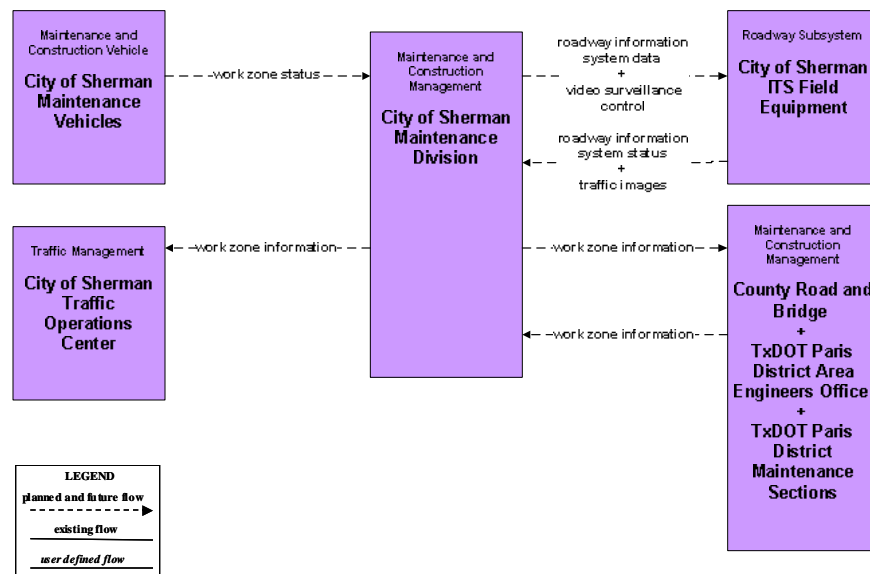 Maintenance and
Construction Vehicle
City of Sherman
Maintenance
Vehicles
work zone status
Maintenance and
Construction
Management
City of Sherman
Maintenance
Division
roadway information
system data
+
video surveillance
control
roadway information
system status
+
traffic images
Roadway Subsystem
City of Sherman
ITS Field
Equipment
Traffic Management
City of Sherman
Traffic
Operations
Center
work zone information
work zone information
work zone information
Maintenance and
Construction
Management
County Road and
Bridge
+
TxDOT Paris
District Area
Engineers Office
+
TxDOT Paris
District
Maintenance
Sections
LEGEND
planned and future flow
existing flow
user defined flow